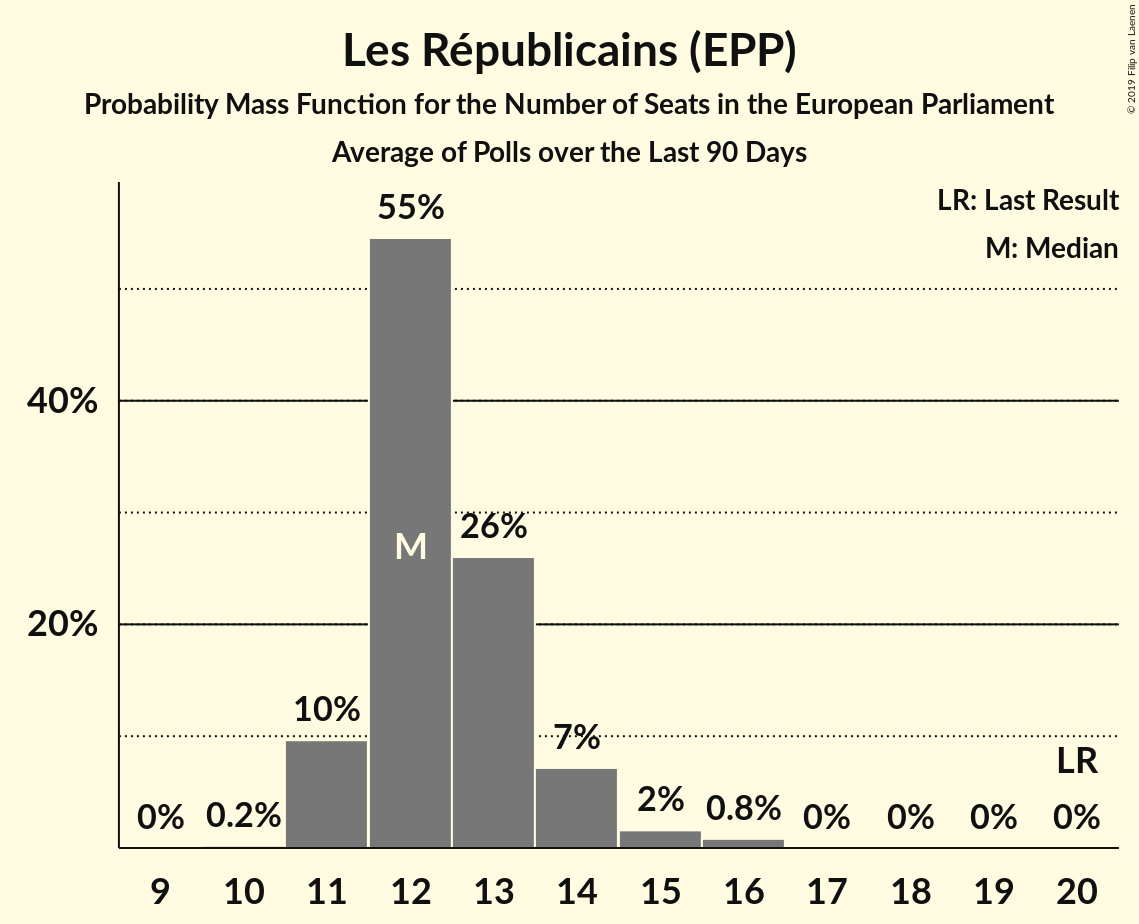 Les Républicains (EPP)
Probability Mass Function for the Number of Seats in the European Parliament
Average of Polls over the Last 90 Days
© 2019 Filip van Laenen
LR: Last Result
M: Median
55%
40%
M
26%
20%
10%
7%
LR
0% 0.2% 2% 0.8% 0% 0% 0% 0%
9 10 11 12 13 14 15 16 17 18 19 20